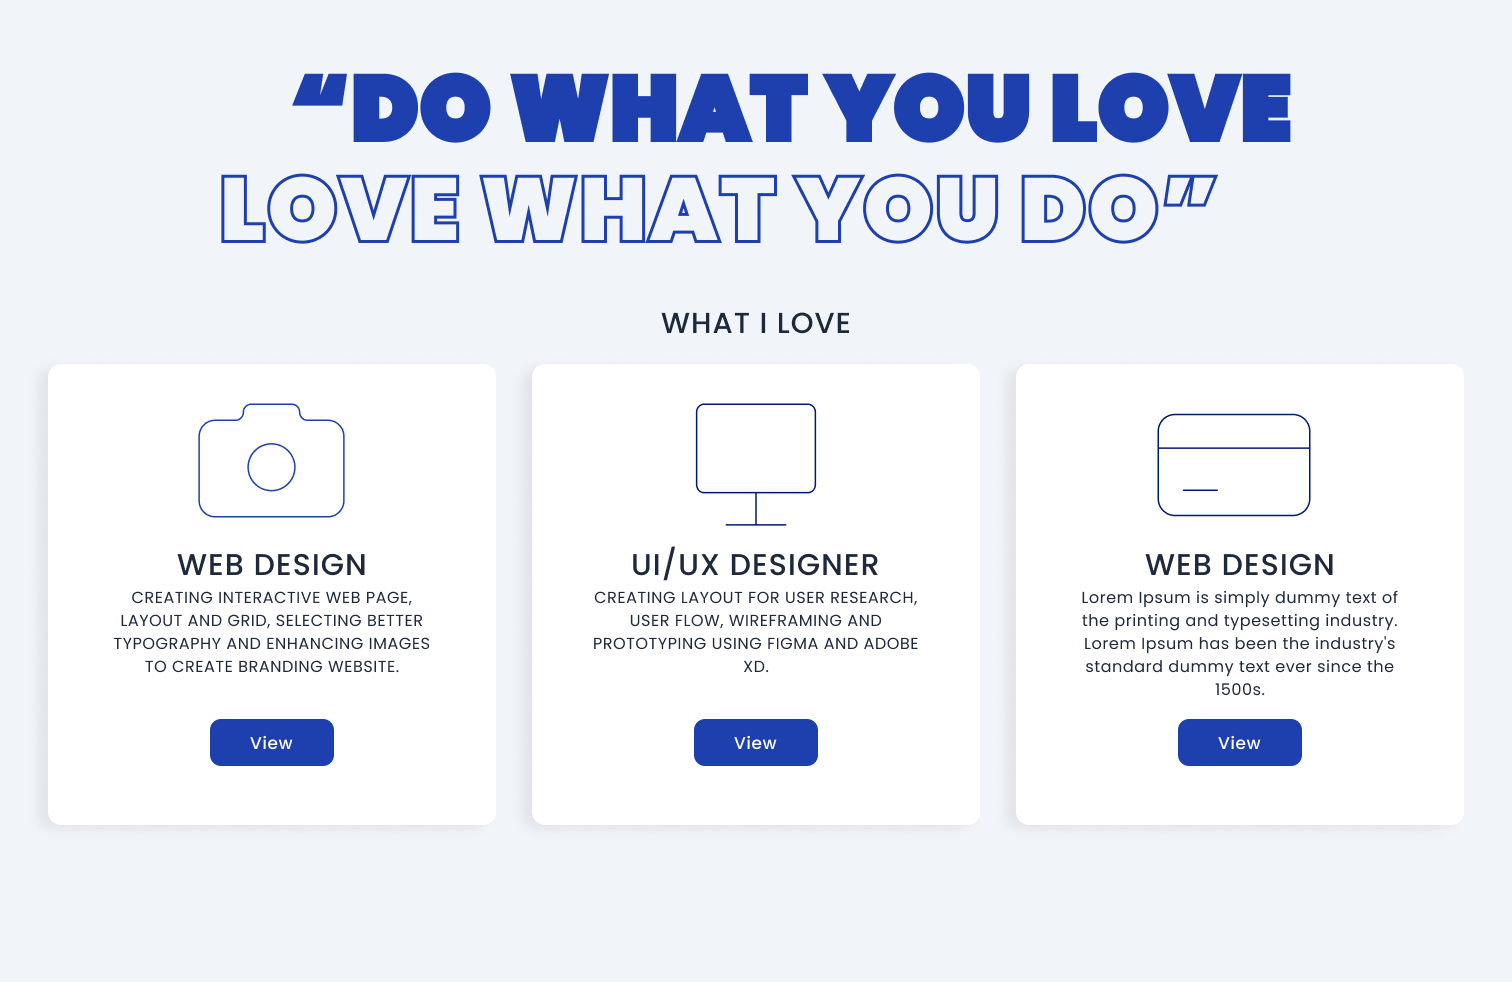 “DO WHAT YOU LOVE
LOVE WHAT YOU DO”
WHAT I LOVE
WEB DESIGN
CREATING INTERACTIVE WEB PAGE,
LAYOUT AND GRID, SELECTING BETTER
TYPOGRAPHY AND ENHANCING IMAGES
TO CREATE BRANDING WEBSITE.
View
UI/UX DESIGNER
CREATING LAYOUT FOR USER RESEARCH,
USER FLOW, WIREFRAMING AND
PROTOTYPING USING FIGMA AND ADOBE
XD.
View
WEB DESIGN
Lorem Ipsum is simply dummy text of
the printing and typesetting industry.
Lorem Ipsum has been the industry's
standard dummy text ever since the
1500s.
View